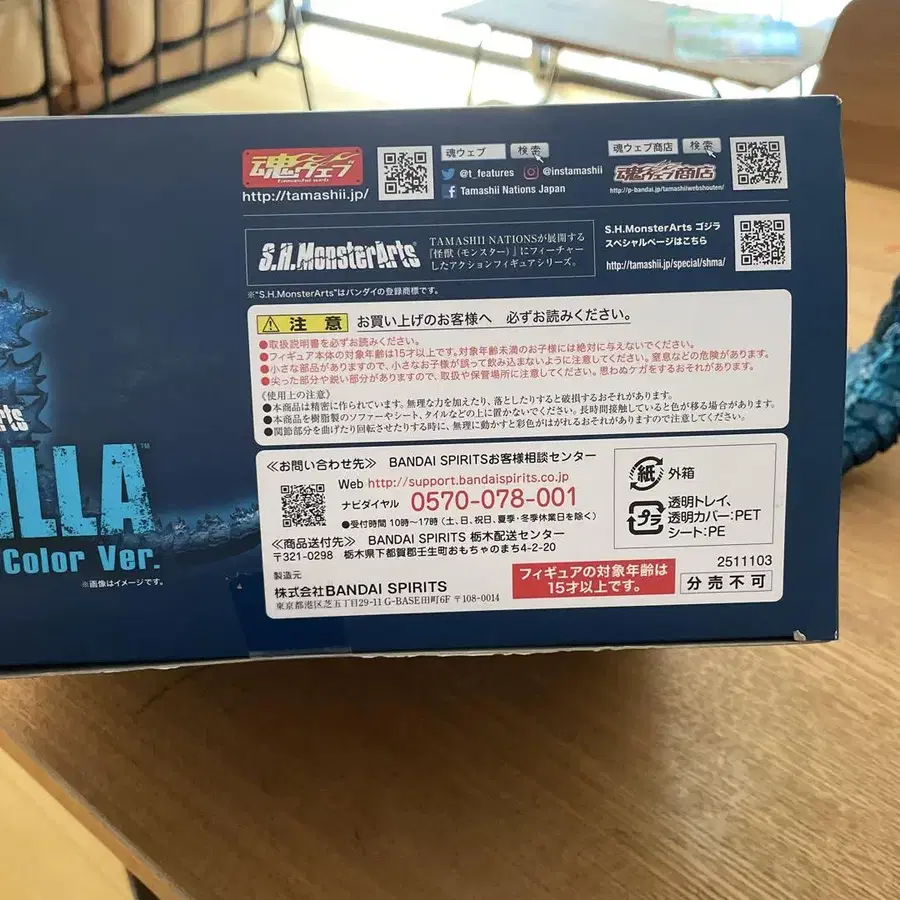 魂ウェブ
http://tamashii.jp/
魂ウェブ 検索
@t_features @instamashii
Tamashii Nations Japan
魂ウェブ商店 検索
魂ウェブ商店
http://p-bandai.jp/tamashiiwebshouten/
S.H.MonsterArts
TAMASHII NATIONSが展開する
『怪獣（モンスター）』にフィーチャー
したアクションフィギュアシリーズ。
※"S.H.MonsterArts"はバンダイの登録商標です。
S.H.MonsterArts ゴジラ
スペシャルページはこちら
http://tamashii.jp/special/shma/
注意 お買い上げのお客様へ 必ずお読みください。
●取扱説明書を必ずお読みください。
●フィギュア本体の対象年齢は15才以上です。対象年齢未満のお子様には絶対に与えないでください。
●小さな部品がありますので、小さなお子様が誤って飲み込まないように注意してください。窒息などの危険があります。
●尖った部分や鋭い部分がありますので、取扱や保管場所に注意してください。思わぬケガをするおそれがあります。
《使用上の注意》
●本商品は精密に作られています。無理な力を加えたり、落としたりすると破損するおそれがあります。
●本商品を樹脂製のソファーやシート、タイルなどの上に置かないでください。長時間接触していると色が移る場合があります。
●関節部分を曲げたり回転させたりする時に、無理に動かすと彩色がはがれるおそれがありますので注意してください。
≪お問い合わせ先≫ BANDAI SPIRITSお客様相談センター
Web http://support.bandaispirits.co.jp
ナビダイヤル 0570-078-001
●受付時間 10時〜17時（土、日、祝日、夏季・冬季休業日を除く）
≪商品送付先≫ BANDAI SPIRITS 栃木配送センター
〒321-0298 栃木県下都賀郡壬生町おもちゃのまち4-2-20
製造元
株式会社BANDAI SPIRITS
東京都港区芝五丁目29-11 G-BASE田町6F 〒108-0014
紙 外箱
プラ 透明トレイ、
透明カバー：PET
シート：PE
2511103
フィギュアの対象年齢は
15才以上です。
分売不可
rts
ILLA™
Color Ver.
※画像はイメージです。